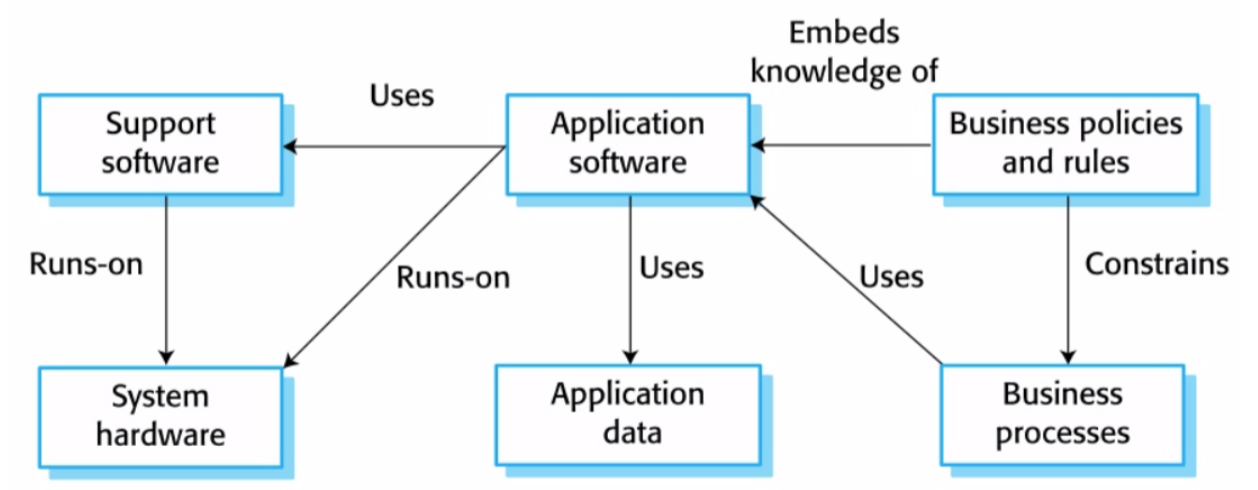 Embeds
knowledge of
Uses
Support
software
Application
software
Business policies
and rules
Runs-on
Runs-on
Uses
Uses
Constrains
System
hardware
Application
data
Business
processes